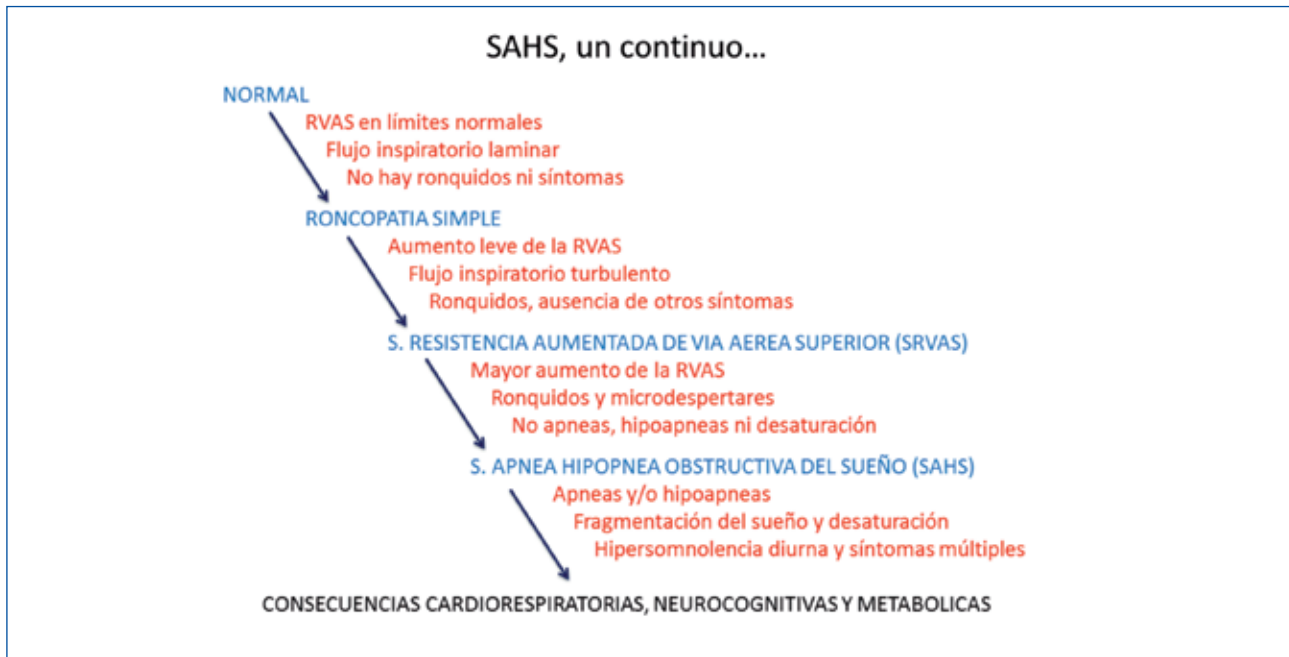 SAHS, un continuo...
NORMAL
RVAS en límites normales
Flujo inspiratorio laminar
No hay ronquidos ni síntomas
RONCOPATIA SIMPLE
Aumento leve de la RVAS
Flujo inspiratorio turbulento
Ronquidos, ausencia de otros síntomas
S. RESISTENCIA AUMENTADA DE VIA AEREA SUPERIOR (SRVAS)
Mayor aumento de la RVAS
Ronquidos y microdespertares
No apneas, hipoapneas ni desaturación
S. APNEA HIPOPNEA OBSTRUCTIVA DEL SUEÑO (SAHS)
Apneas y/o hipoapneas
Fragmentación del sueño y desaturación
Hipersomnolencia diurna y síntomas múltiples
CONSECUENCIAS CARDIORESPIRATORIAS, NEUROCOGNITIVAS Y METABOLICAS